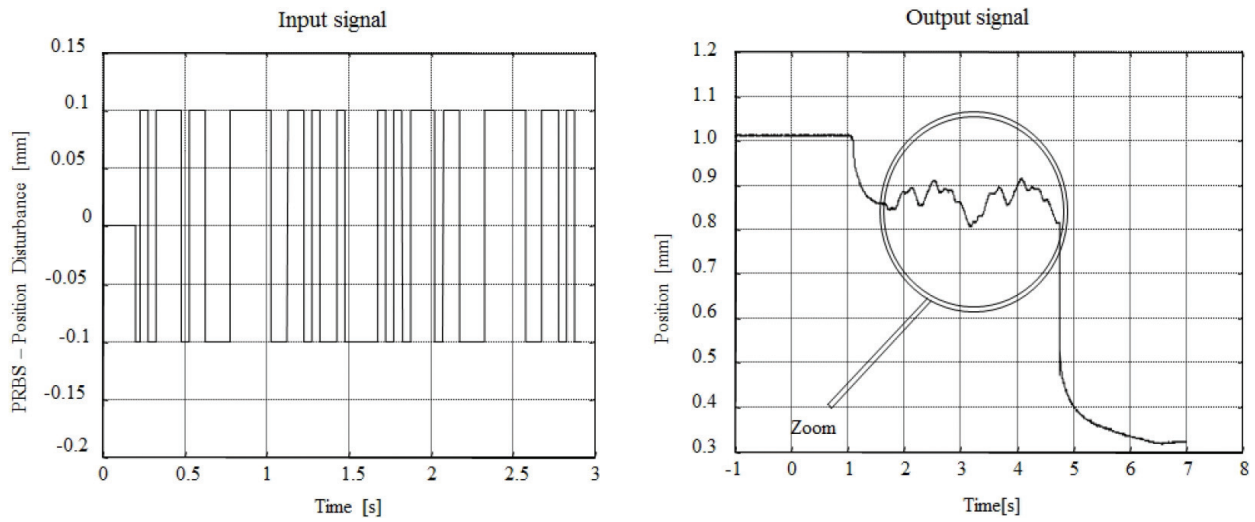 Input signal
0.15
0.1
0.05
0
-0.05
-0.1
-0.15
-0.2
PRBS – Position Disturbance [mm]
0 0.5 1 1.5 2 2.5 3
Time [s]
Output signal
1.2
1.1
1.0
0.9
0.8
0.7
0.6
0.5
0.4
0.3
Position [mm]
Zoom
-1 0 1 2 3 4 5 6 7 8
Time[s]